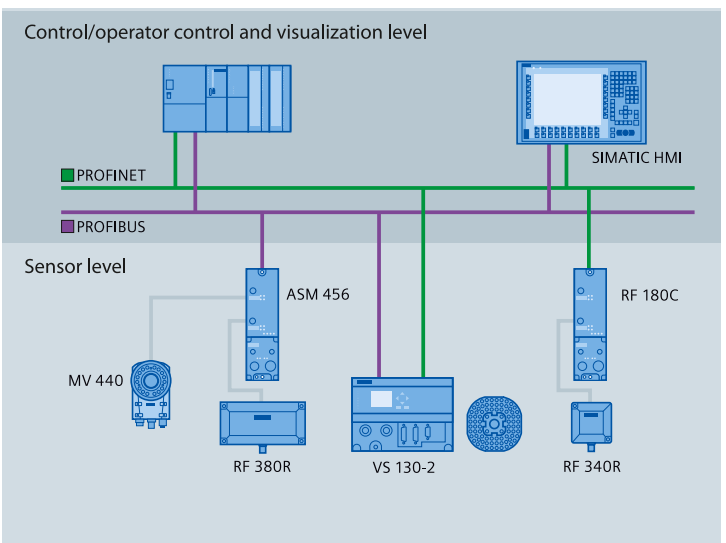 Control/operator control and visualization level
SIMATIC HMI
PROFINET
PROFIBUS
Sensor level
ASM 456
RF 180C
MV 440
RF 380R
VS 130-2
RF 340R